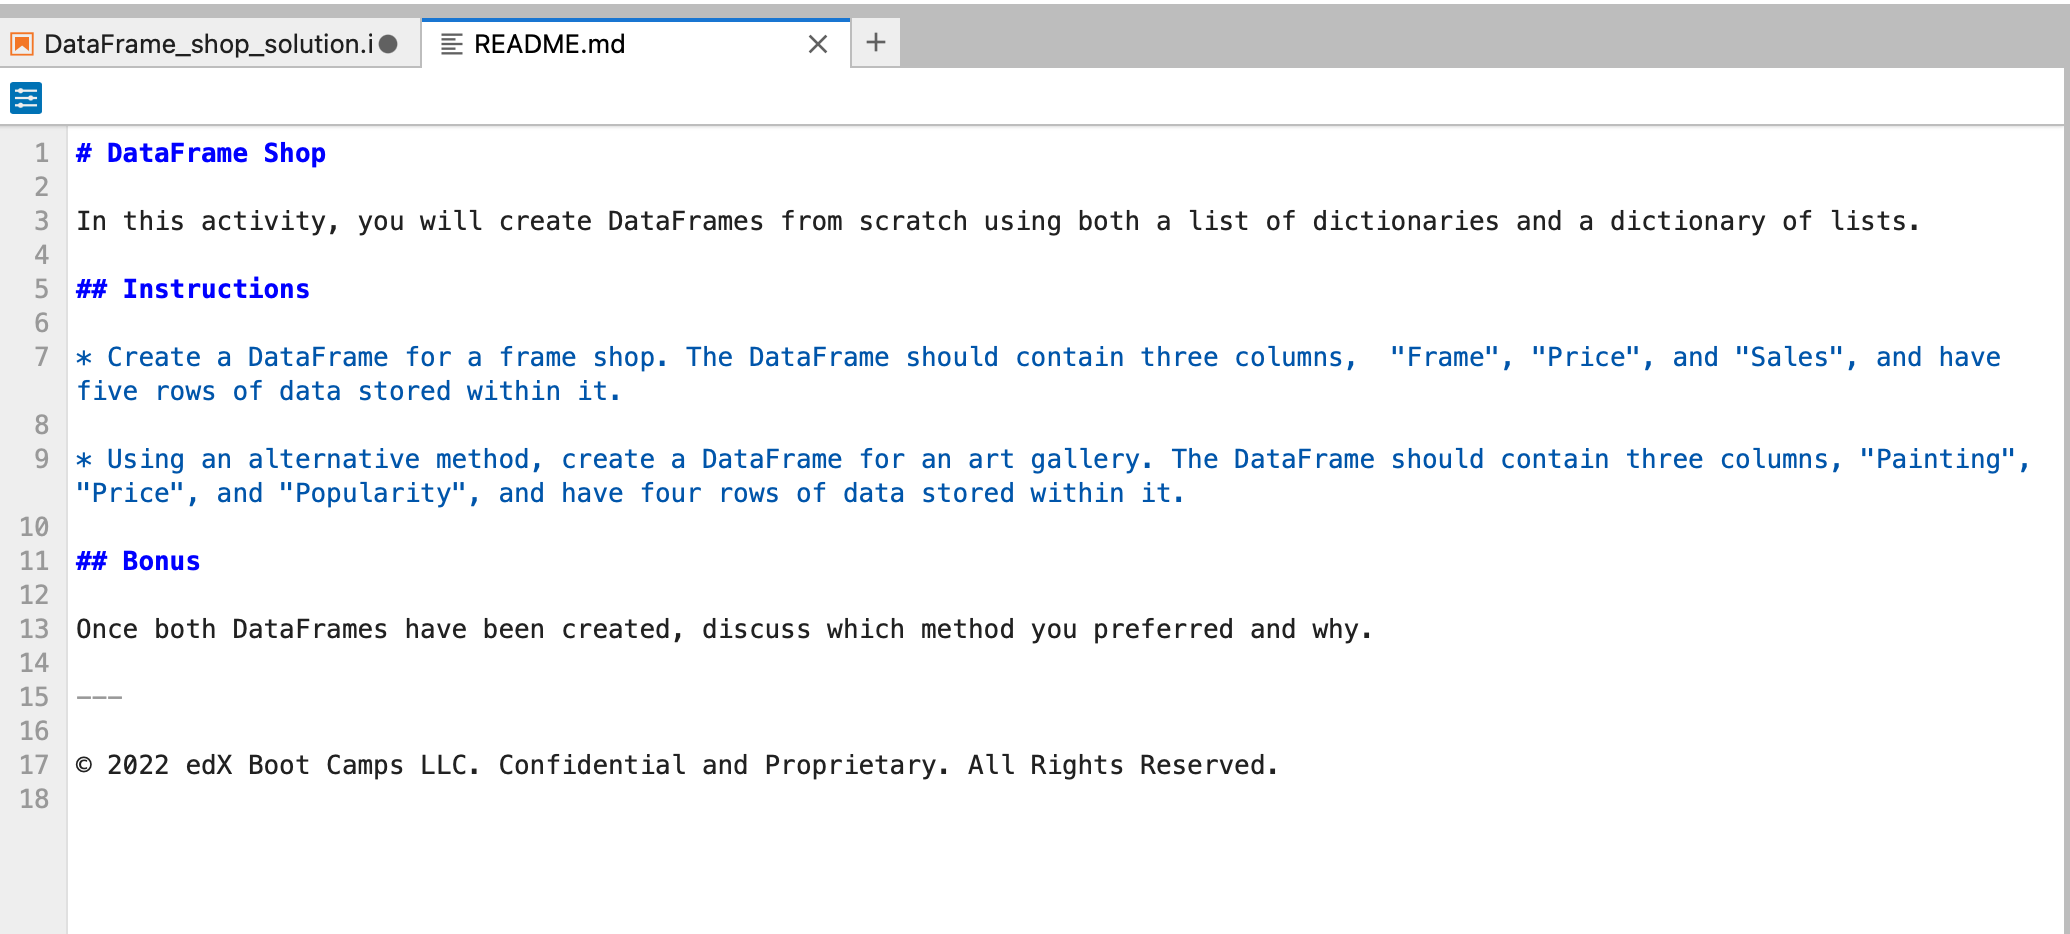 DataFrame_shop_solution.i
README.md
1 # DataFrame Shop
2
3 In this activity, you will create DataFrames from scratch using both a list of dictionaries and a dictionary of lists.
4
5 ## Instructions
6
7 * Create a DataFrame for a frame shop. The DataFrame should contain three columns,  "Frame", "Price", and "Sales", and have
five rows of data stored within it.
8
9 * Using an alternative method, create a DataFrame for an art gallery. The DataFrame should contain three columns, "Painting",
"Price", and "Popularity", and have four rows of data stored within it.
10
11 ## Bonus
12
13 Once both DataFrames have been created, discuss which method you preferred and why.
14
15 ---
16
17 © 2022 edX Boot Camps LLC. Confidential and Proprietary. All Rights Reserved.
18